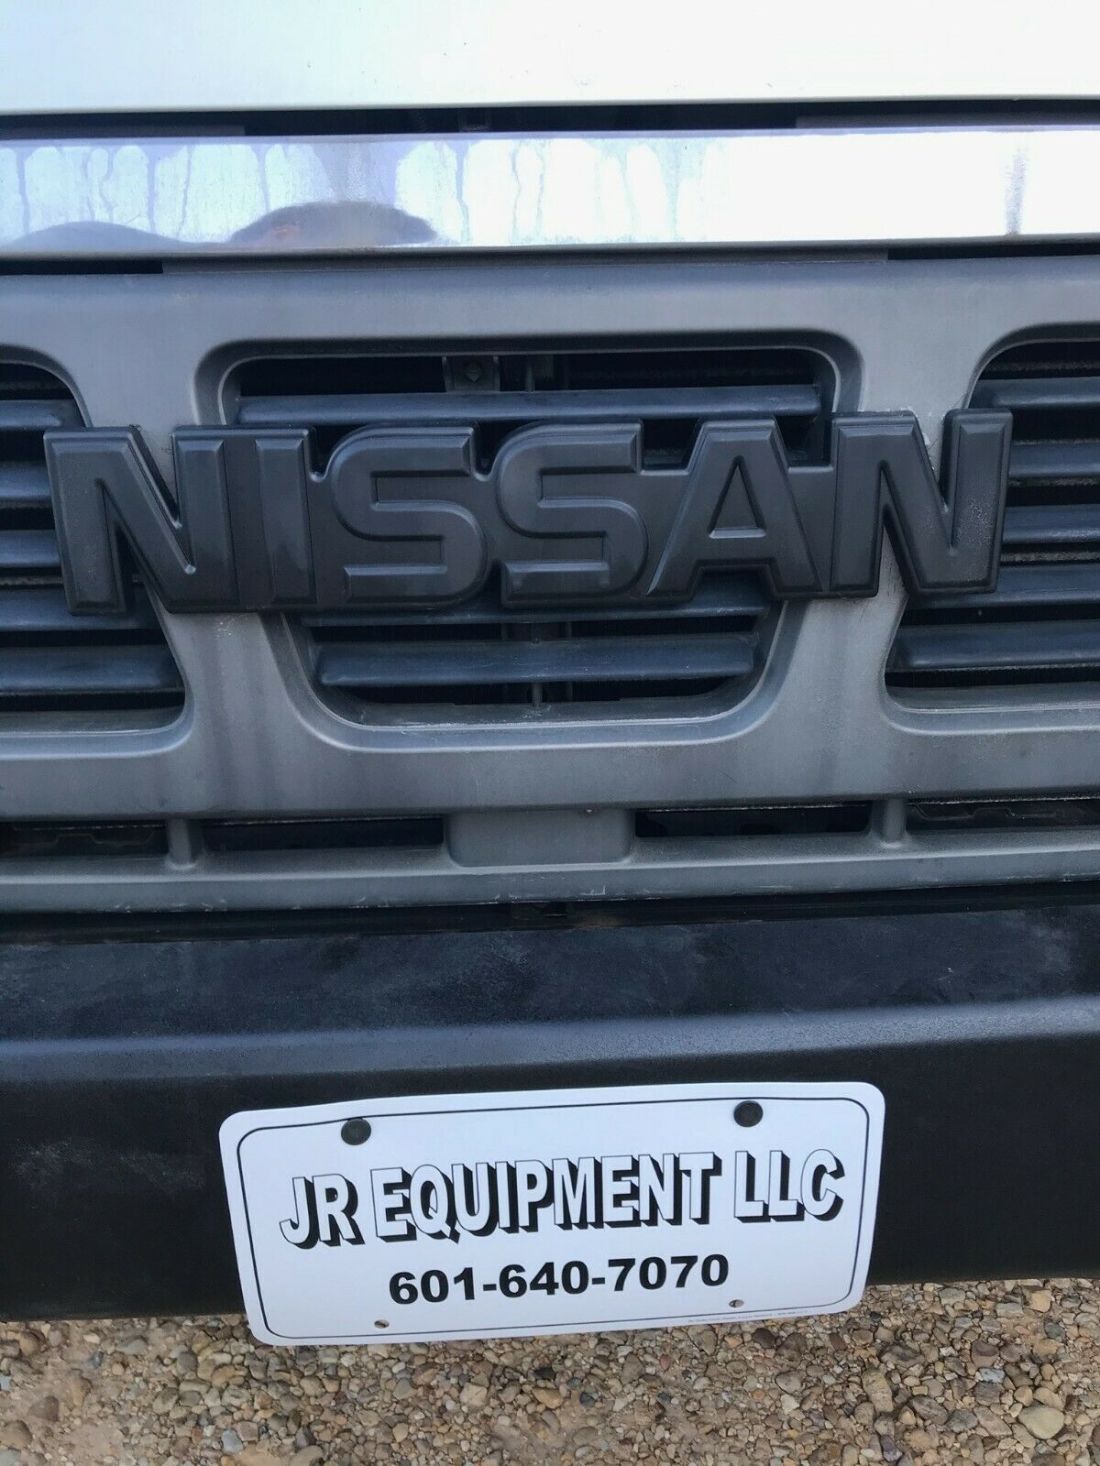 NISSAN
JR EQUIPMENT LLC
601-640-7070